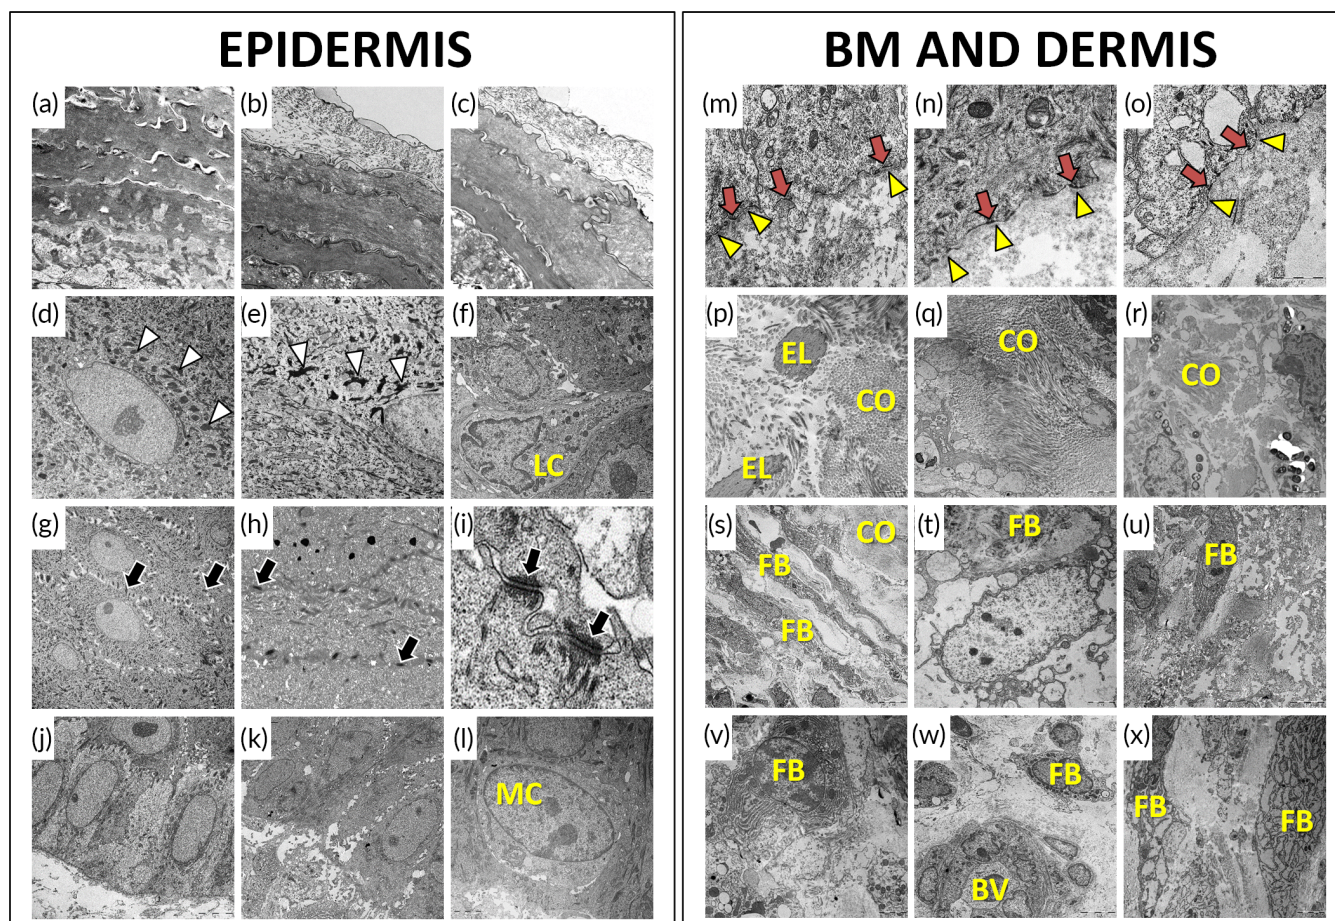 EPIDERMIS
(a) (b) (c)
(d) (e) (f)
LC
(g) (h) (i)
(j) (k) (l)
MC
BM AND DERMIS
(m) (n) (o)
(p) (q) (r)
EL CO CO CO
EL
(s) (t) (u)
CO FB FB
FB
FB
(v) (w) (x)
FB FB
FB FB
BV